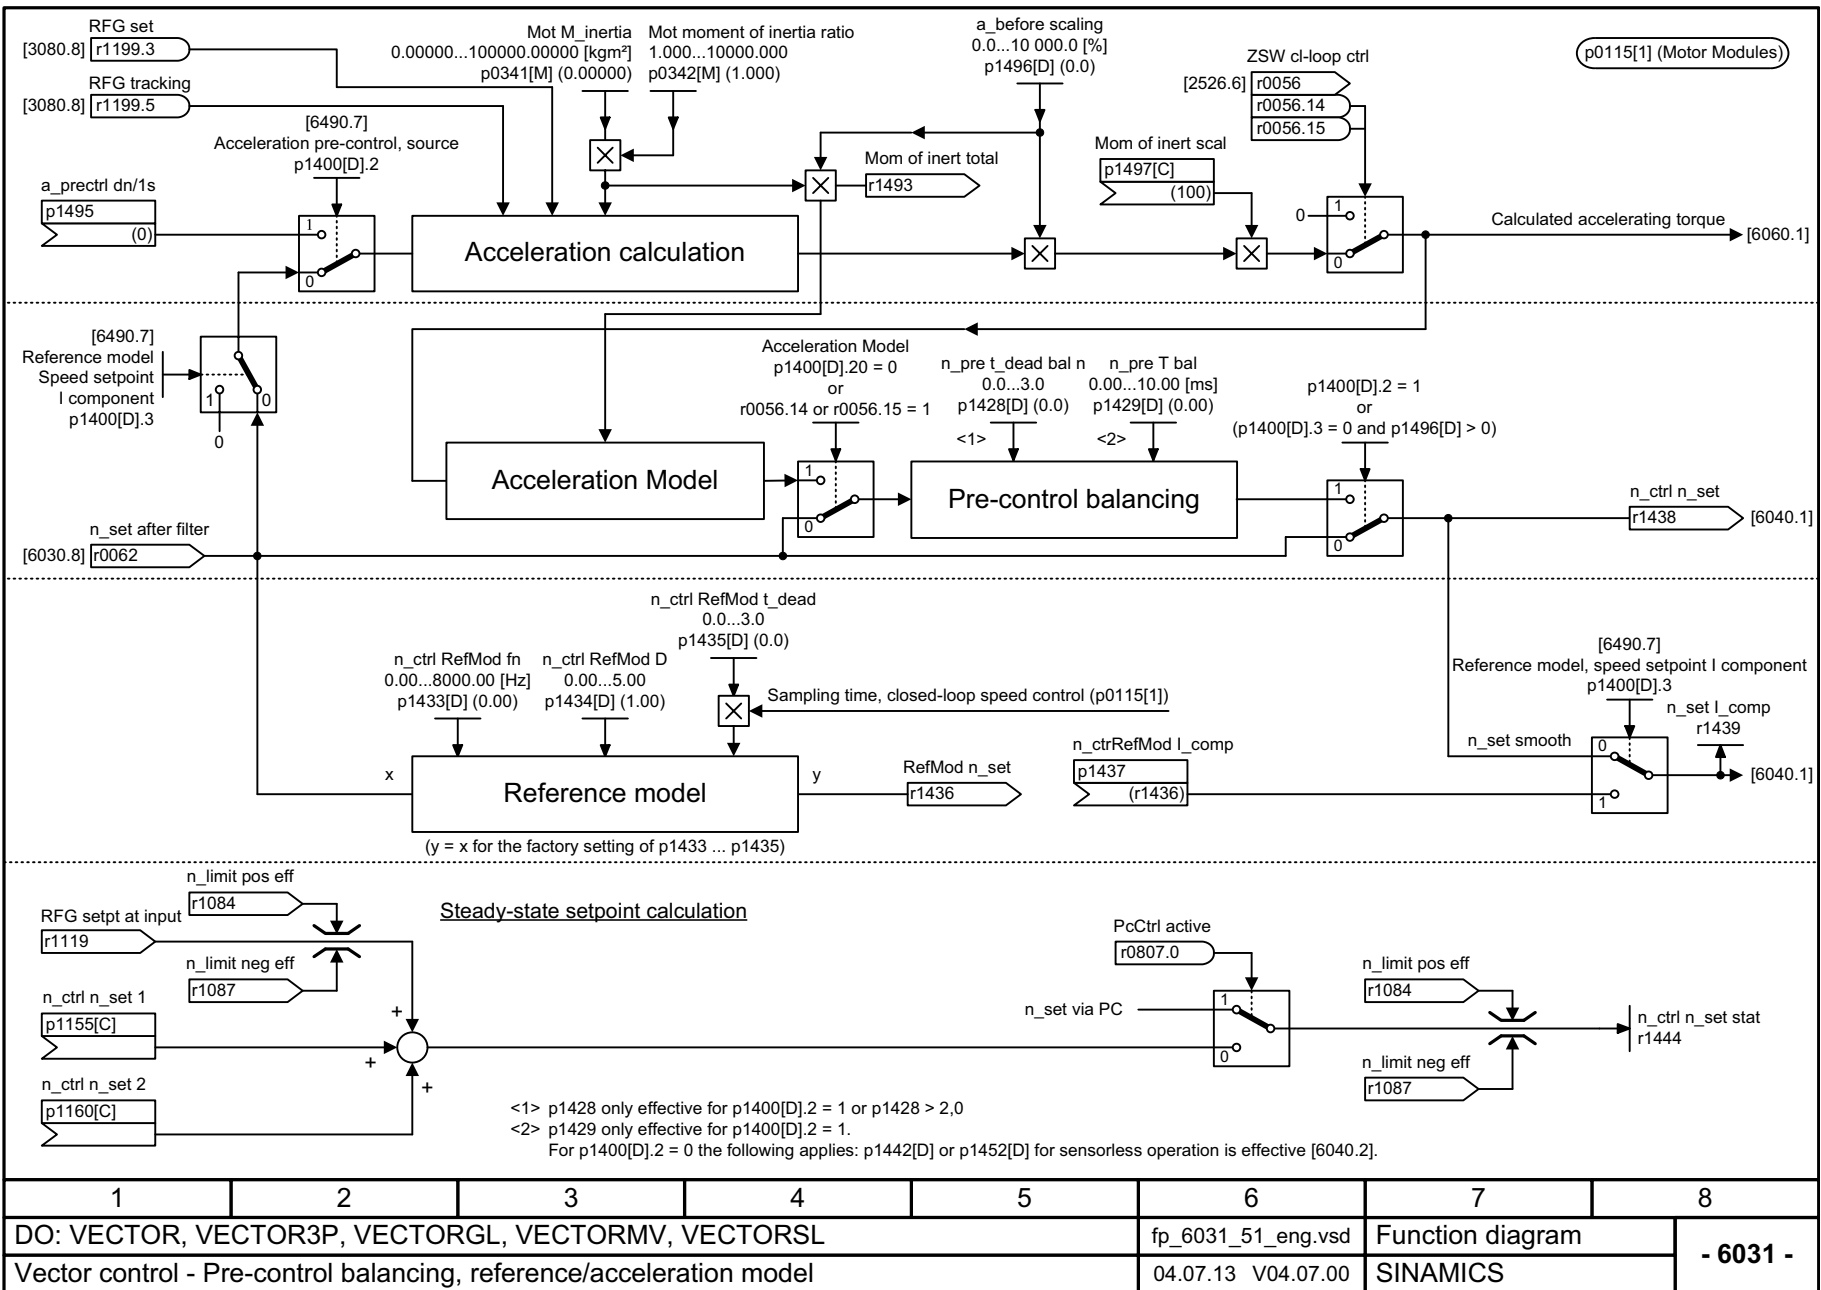 RFG set
[3080.8] r1199.3
RFG tracking
[3080.8] r1199.5
Mot M_inertia
0.00000...100000.00000 [kgm²]
p0341[M] (0.00000)
Mot moment of inertia ratio
1.000...10000.000
p0342[M] (1.000)
a_before scaling
0.0...10 000.0 [%]
p1496[D] (0.0)
ZSW cl-loop ctrl
[2526.6] r0056
r0056.14
r0056.15
p0115[1] (Motor Modules)
[6490.7]
Acceleration pre-control, source
p1400[D].2
a_prectrl dn/1s
p1495
(0)
1
0
Acceleration calculation
Mom of inert total
r1493
Mom of inert scal
p1497[C]
(100)
0
1
0
Calculated accelerating torque
[6060.1]
[6490.7]
Reference model
Speed setpoint
I component
p1400[D].3
1
0
0
Acceleration Model
p1400[D].20 = 0
or
r0056.14 or r0056.15 = 1
n_pre t_dead bal n
0.0...3.0
p1428[D] (0.0)
<1>
n_pre T bal
0.00...10.00 [ms]
p1429[D] (0.00)
<2>
p1400[D].2 = 1
or
(p1400[D].3 = 0 and p1496[D] > 0)
Acceleration Model
1
0
Pre-control balancing
1
0
n_ctrl n_set
r1438 [6040.1]
n_set after filter
[6030.8] r0062
n_ctrl RefMod t_dead
0.0...3.0
p1435[D] (0.0)
n_ctrl RefMod fn
0.00...8000.00 [Hz]
p1433[D] (0.00)
n_ctrl RefMod D
0.00...5.00
p1434[D] (1.00)
Sampling time, closed-loop speed control (p0115[1])
[6490.7]
Reference model, speed setpoint I component
p1400[D].3
n_set I_comp
r1439
n_set smooth
0
1
[6040.1]
x
Reference model
y
RefMod n_set
r1436
n_ctrRefMod I_comp
p1437
(r1436)
(y = x for the factory setting of p1433 ... p1435)
n_limit pos eff
r1084
RFG setpt at input
r1119
n_limit neg eff
r1087
Steady-state setpoint calculation
n_ctrl n_set 1
p1155[C]
+
+
+
n_ctrl n_set 2
p1160[C]
PcCtrl active
r0807.0
n_set via PC
1
0
n_limit pos eff
r1084
n_limit neg eff
r1087
n_ctrl n_set stat
r1444
<1> p1428 only effective for p1400[D].2 = 1 or p1428 > 2,0
<2> p1429 only effective for p1400[D].2 = 1.
For p1400[D].2 = 0 the following applies: p1442[D] or p1452[D] for sensorless operation is effective [6040.2].
1 2 3 4 5 6 7 8
DO: VECTOR, VECTOR3P, VECTORGL, VECTORMV, VECTORSL
fp_6031_51_eng.vsd
Function diagram
- 6031 -
Vector control - Pre-control balancing, reference/acceleration model
04.07.13 V04.07.00
SINAMICS